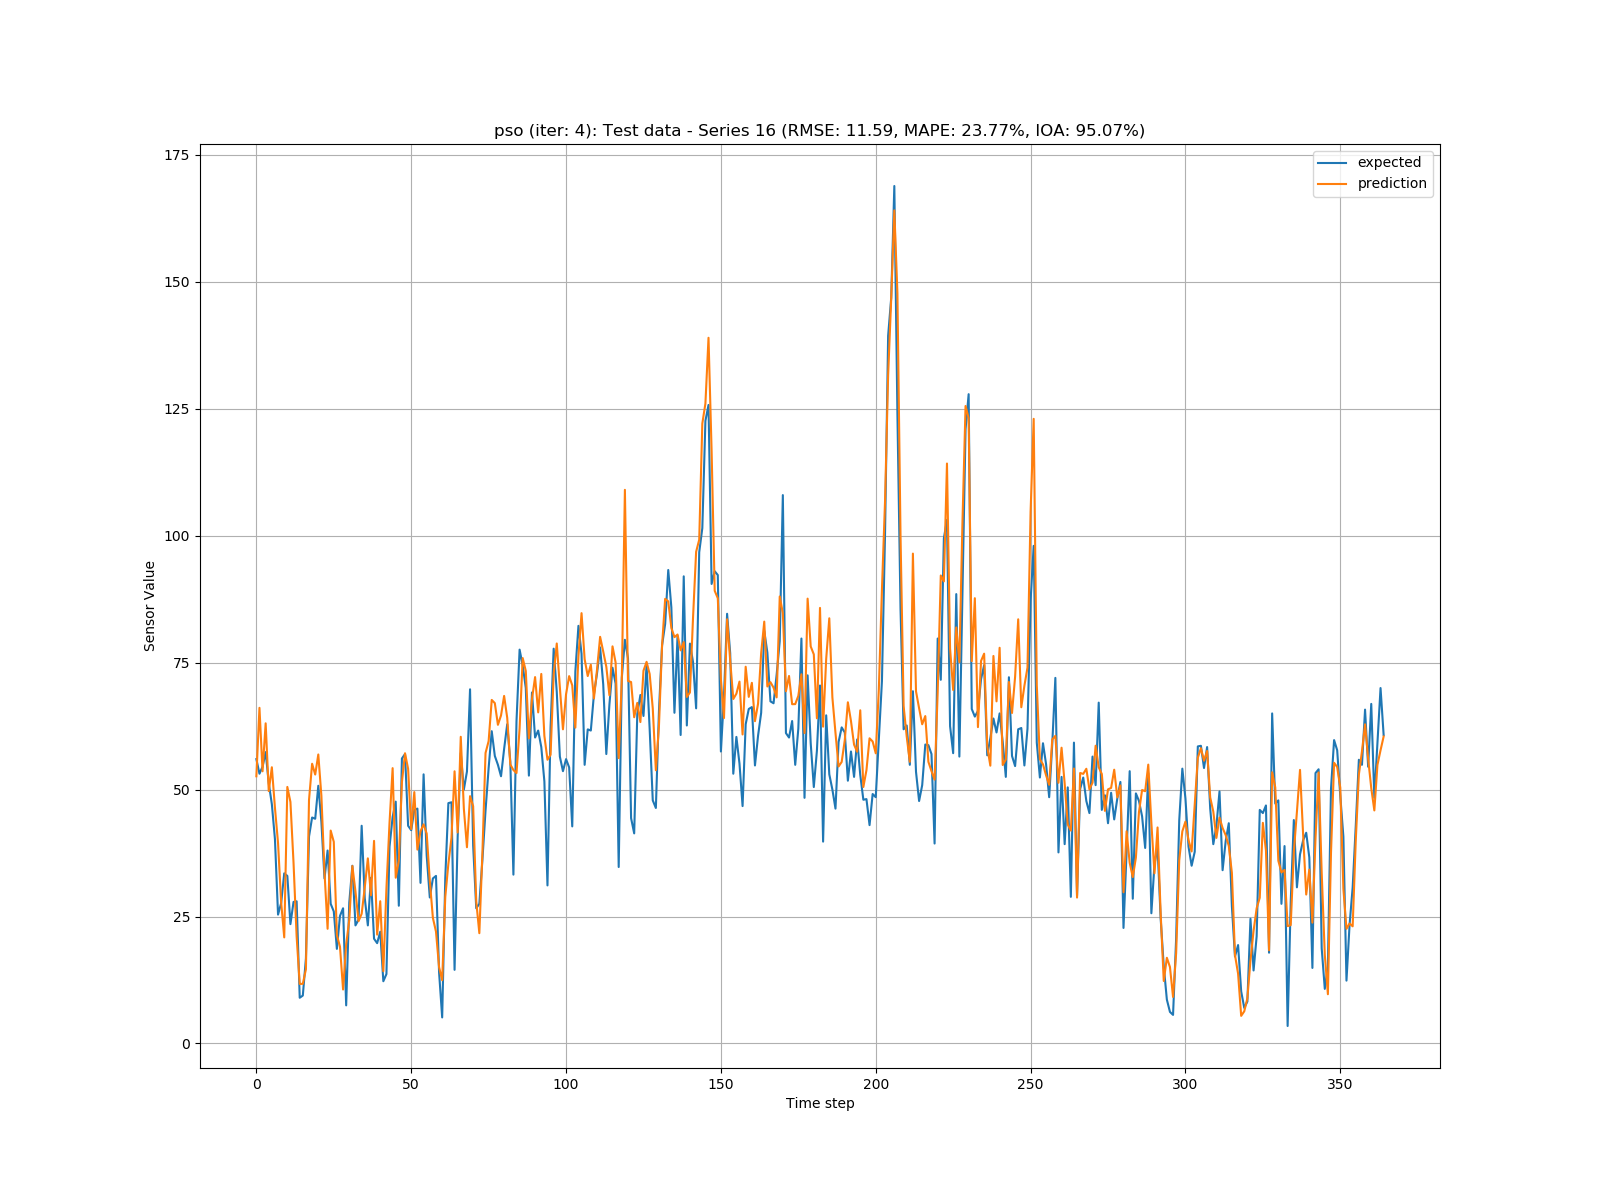 pso (iter: 4): Test data - Series 16 (RMSE: 11.59, MAPE: 23.77%, IOA: 95.07%)
expected
prediction
175
150
125
100
75
50
25
0
Sensor Value
0 50 100 150 200 250 300 350
Time step